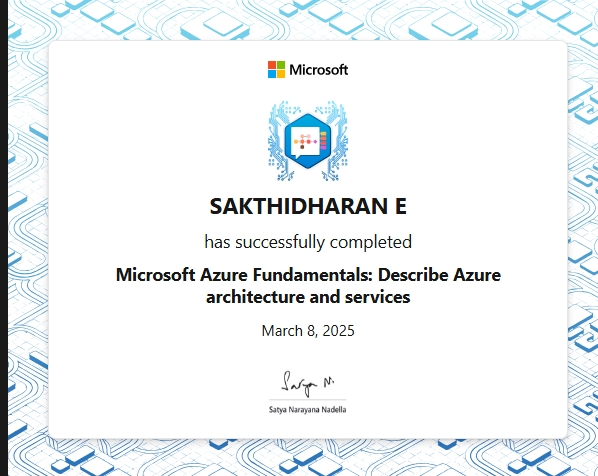 Microsoft
SAKTHIDHARAN E
has successfully completed
Microsoft Azure Fundamentals: Describe Azure
architecture and services
March 8, 2025
Satya N.
Satya Narayana Nadella